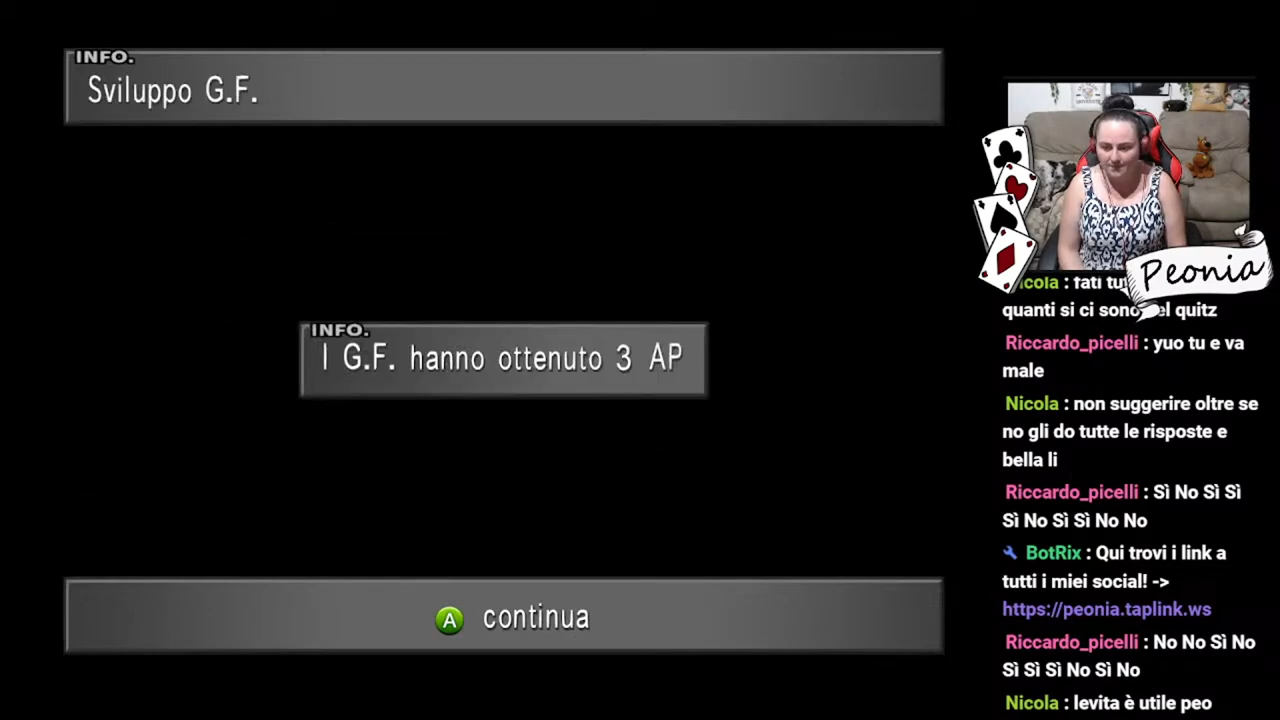 INFO.
Sviluppo G.F.
INFO.
I G.F. hanno ottenuto 3 AP
A continua
Peonia
Nicola : fati
quanti si ci sono quitz
Riccardo_picelli : yuo tu e va
male
Nicola : non suggerire oltre se
no gli do tutte le risposte e
bella li
Riccardo_picelli : Sì No Sì Sì
Sì No Sì Sì No No
BotRix : Qui trovi i link a
tutti i miei social! ->
https://peonia.taplink.ws
Riccardo_picelli : No No Sì No
Sì Sì Sì No Sì No
Nicola : levita è utile peo